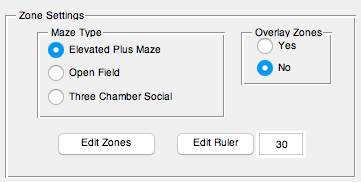 Zone Settings
Maze Type
Elevated Plus Maze
Open Field
Three Chamber Social
Overlay Zones
Yes
No
Edit Zones
Edit Ruler
30